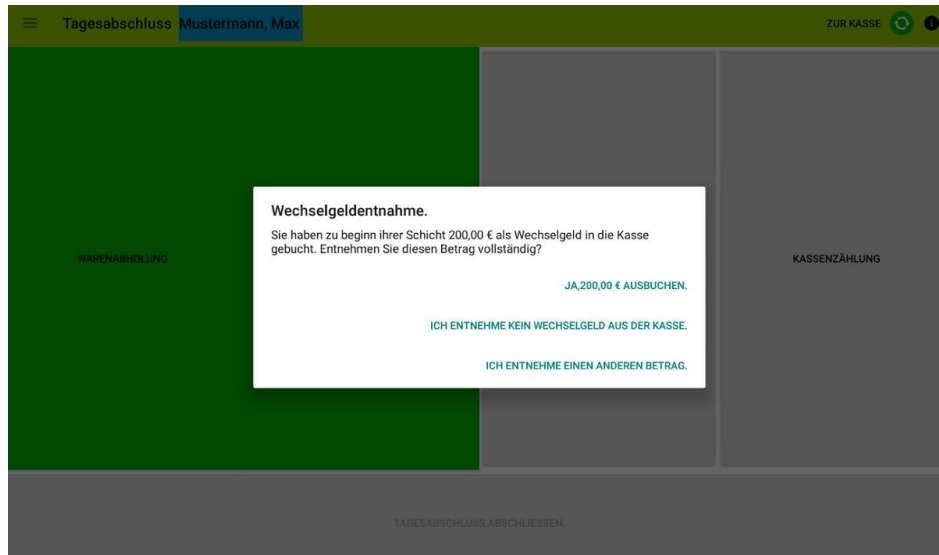 Tagesabschluss Mustermann, Max
ZUR KASSE
WARENABHOLUNG
KASSENZÄHLUNG
Wechselgeldentnahme.
Sie haben zu beginn ihrer Schicht 200,00 € als Wechselgeld in die Kasse
gebucht. Entnehmen Sie diesen Betrag vollständig?
JA,200,00 € AUSBUCHEN.
ICH ENTNEHME KEIN WECHSELGELD AUS DER KASSE.
ICH ENTNEHME EINEN ANDEREN BETRAG.
TAGESABSCHLUSS ABSCHLIESSEN.